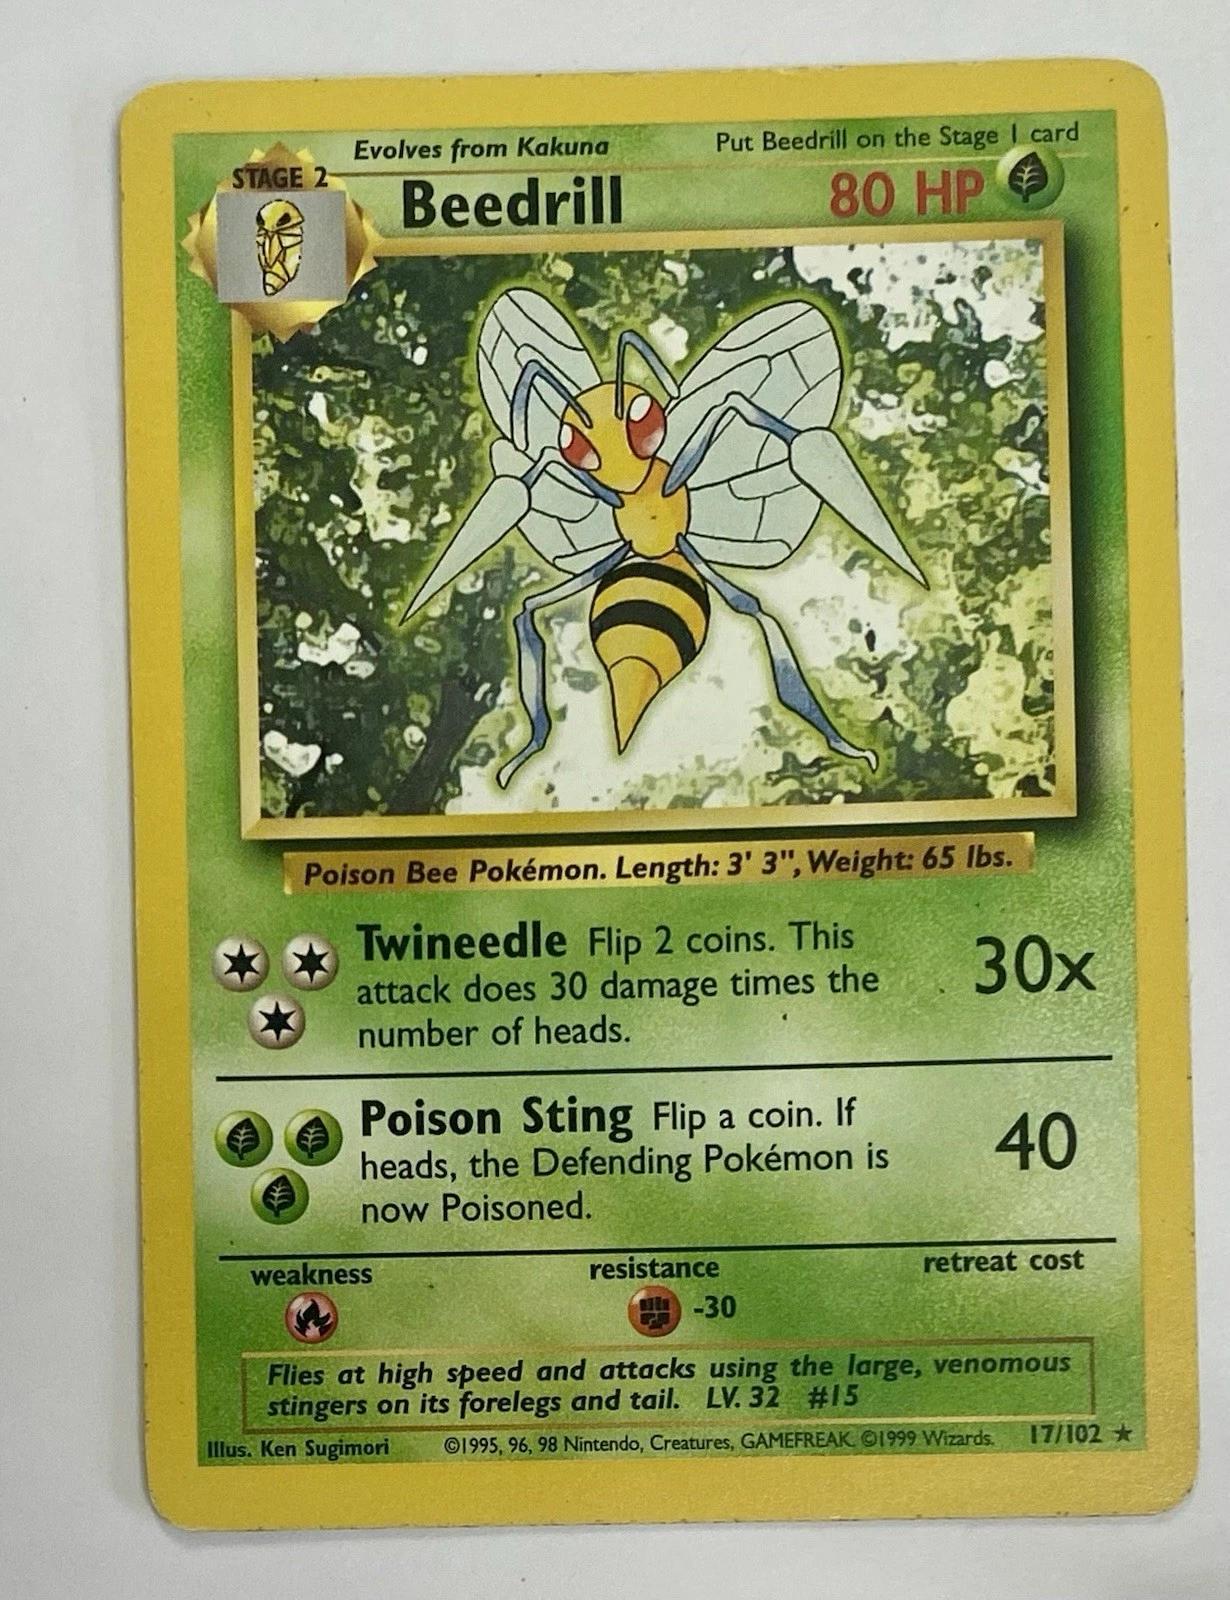 Evolves from Kakuna
Put Beedrill on the Stage 1 card
STAGE 2
Beedrill
80 HP
Poison Bee Pokémon. Length: 3' 3", Weight: 65 lbs.
Twineedle Flip 2 coins. This
attack does 30 damage times the
number of heads.
30x
Poison Sting Flip a coin. If
heads, the Defending Pokémon is
now Poisoned.
40
weakness
resistance
retreat cost
-30
Flies at high speed and attacks using the large, venomous
stingers on its forelegs and tail. LV. 32 #15
Illus. Ken Sugimori
©1995, 96, 98 Nintendo, Creatures, GAMEFREAK. ©1999 Wizards.
17/102 ★